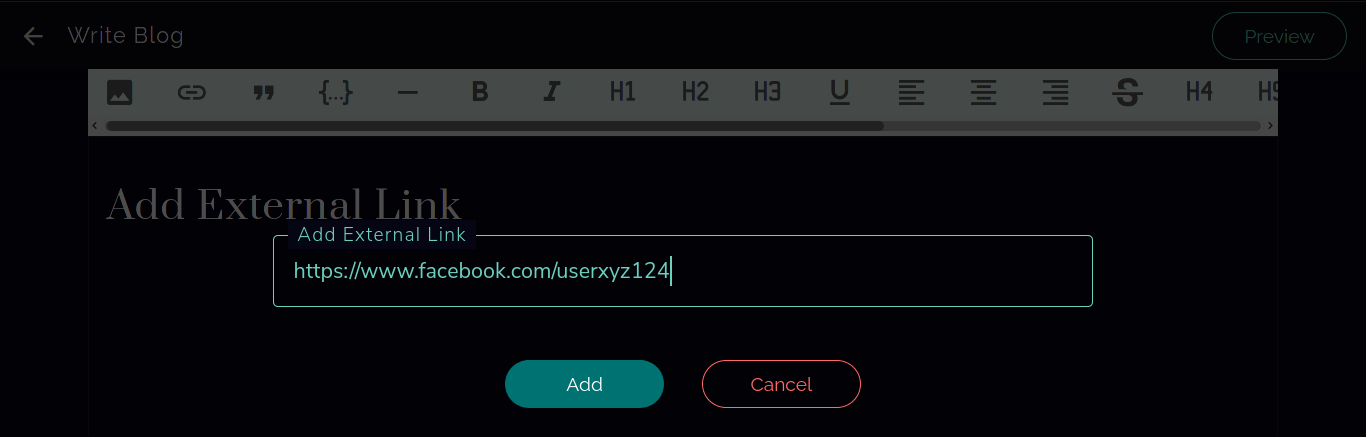 Write Blog
Preview
{...} B I H1 H2 H3 U S H4 H5
Add External Link
Add External Link
https://www.facebook.com/userxyz124
Add Cancel